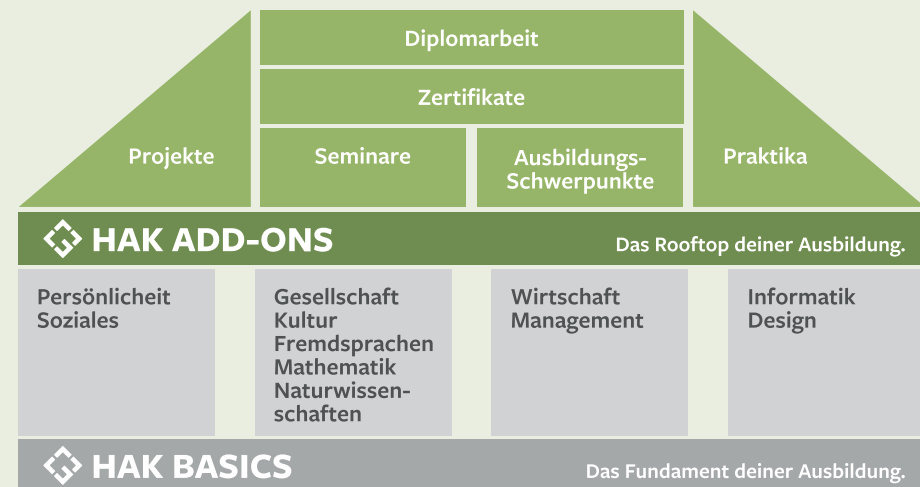 Diplomarbeit
Zertifikate
Projekte
Seminare
Ausbildungs-
Schwerpunkte
Praktika
HAK ADD-ONS
Das Rooftop deiner Ausbildung.
Persönlicheit
Soziales
Gesellschaft
Kultur
Fremdsprachen
Mathematik
Naturwissen-
schaften
Wirtschaft
Management
Informatik
Design
HAK BASICS
Das Fundament deiner Ausbildung.